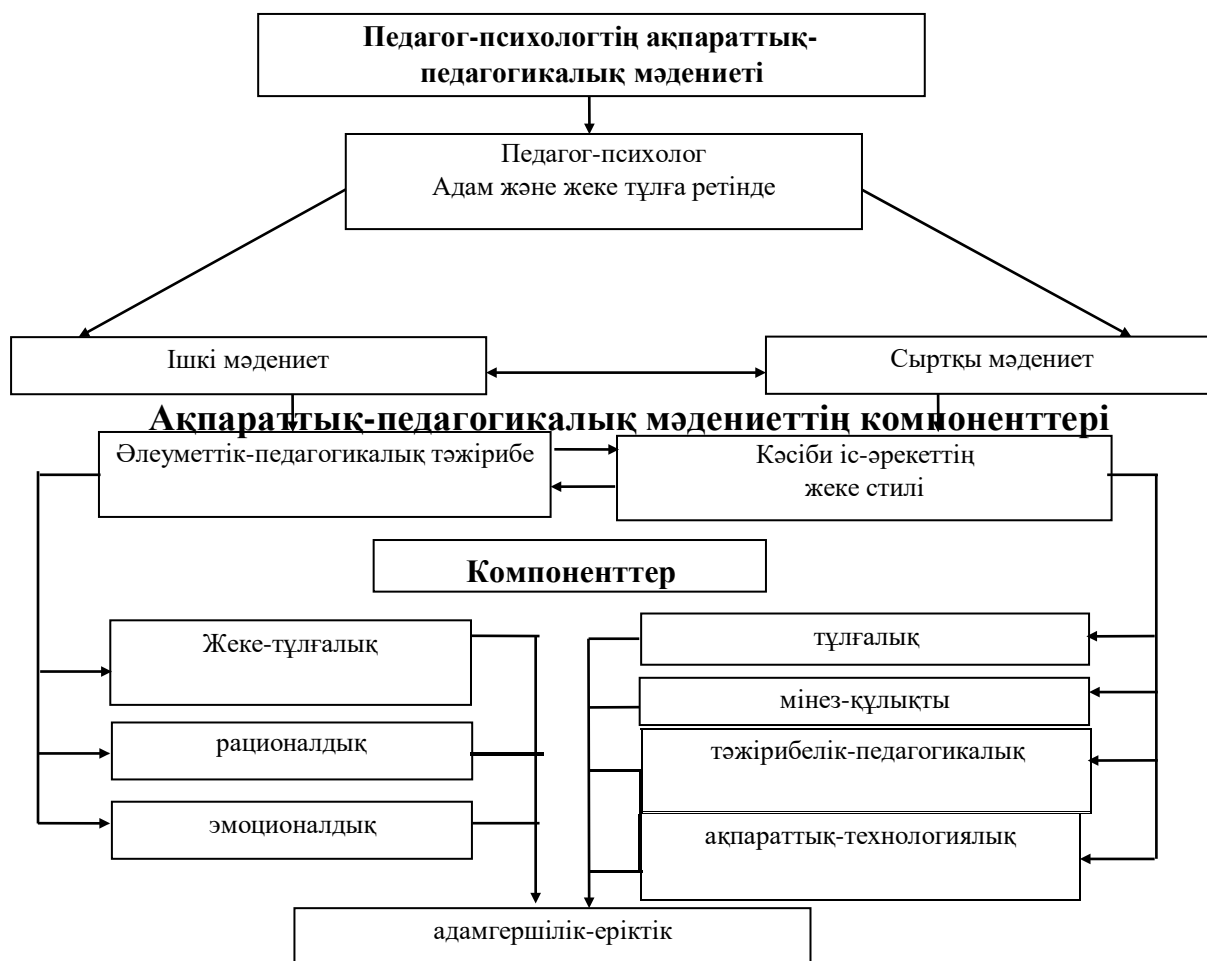 Педагог-психологтің ақпараттық-
педагогикалық мәдениеті
Педагог-психолог
Адам және жеке тұлға ретінде
Ішкі мәдениет
Сыртқы мәдениет
Ақпараттық-педагогикалық мәдениеттің компоненттері
Әлеуметтік-педагогикалық тәжірибе
Кәсіби іс-әрекеттің
жеке стилі
Компоненттер
Жеке-тұлғалық
рационалдық
эмоционалдық
тұлғалық
мінез-құлықты
тәжірибелік-педагогикалық
ақпараттық-технологиялық
адамгершілік-еріктік